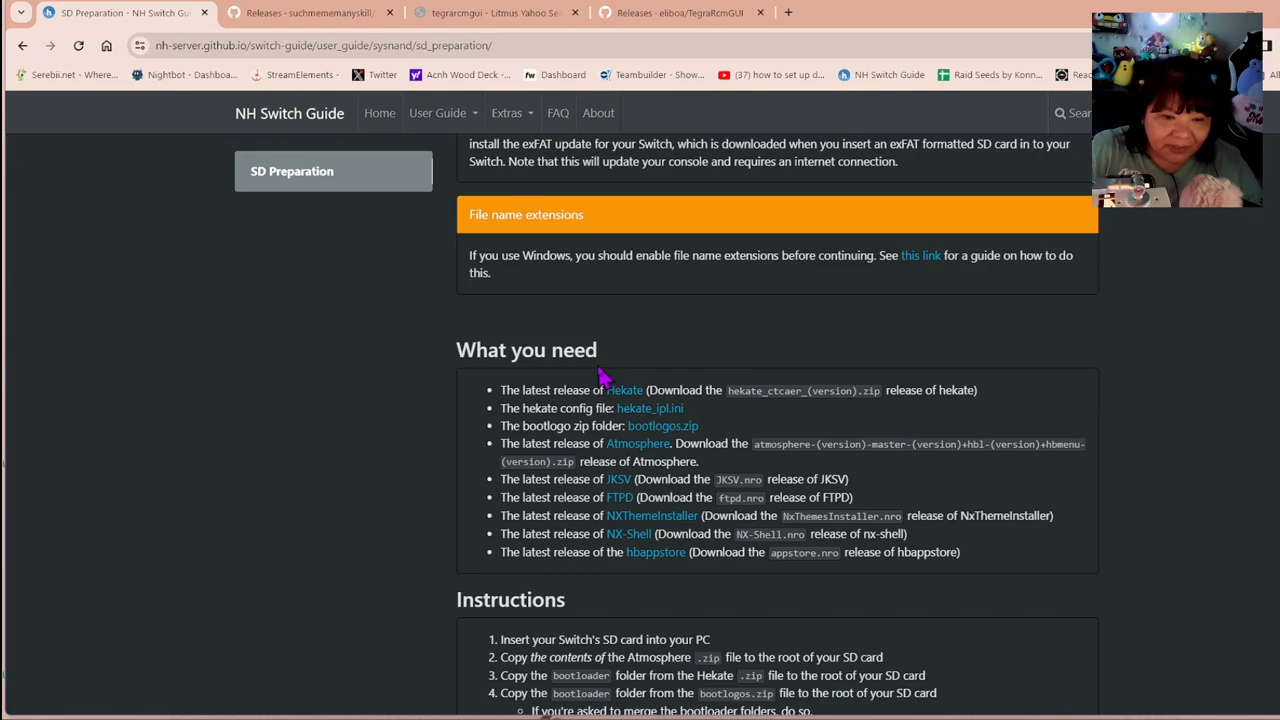 SD Preparation - NH Switch Gui
Releases · suchmememanyskill/
tegrarcmgui - Litmus Yahoo Sea
Releases · eliboa/TegraRcmGUI
nh-server.github.io/switch-guide/user_guide/sysnand/sd_preparation/
Serebii.net - Where...
Nightbot - Dashboa...
StreamElements -
Twitter
Acnh Wood Deck -...
Dashboard
Teambuilder - Show...
(37) how to set up d...
NH Switch Guide
Raid Seeds by Konn...
NH Switch Guide
Home
User Guide
Extras
FAQ
About
Sear
SD Preparation
install the exFAT update for your Switch, which is downloaded when you insert an exFAT formatted SD card in to your
Switch. Note that this will update your console and requires an internet connection.
File name extensions
If you use Windows, you should enable file name extensions before continuing. See this link for a guide on how to do
this.
What you need
• The latest release of Hekate (Download the hekate_ctcaer_(version).zip release of hekate)
• The hekate config file: hekate_ipl.ini
• The bootlogo zip folder: bootlogos.zip
• The latest release of Atmosphere. Download the atmosphere-(version)-master-(version)+hbl-(version)+hbmenu-
(version).zip release of Atmosphere.
• The latest release of JKSV (Download the JKSV.nro release of JKSV)
• The latest release of FTPD (Download the ftpd.nro release of FTPD)
• The latest release of NXThemeInstaller (Download the NxThemesInstaller.nro release of NxThemeInstaller)
• The latest release of NX-Shell (Download the NX-Shell.nro release of nx-shell)
• The latest release of the hbappstore (Download the appstore.nro release of hbappstore)
Instructions
1. Insert your Switch's SD card into your PC
2. Copy the contents of the Atmosphere .zip file to the root of your SD card
3. Copy the bootloader folder from the Hekate .zip file to the root of your SD card
4. Copy the bootloader folder from the bootlogos.zip file to the root of your SD card
If you're asked to merge the bootloader folders, do so.